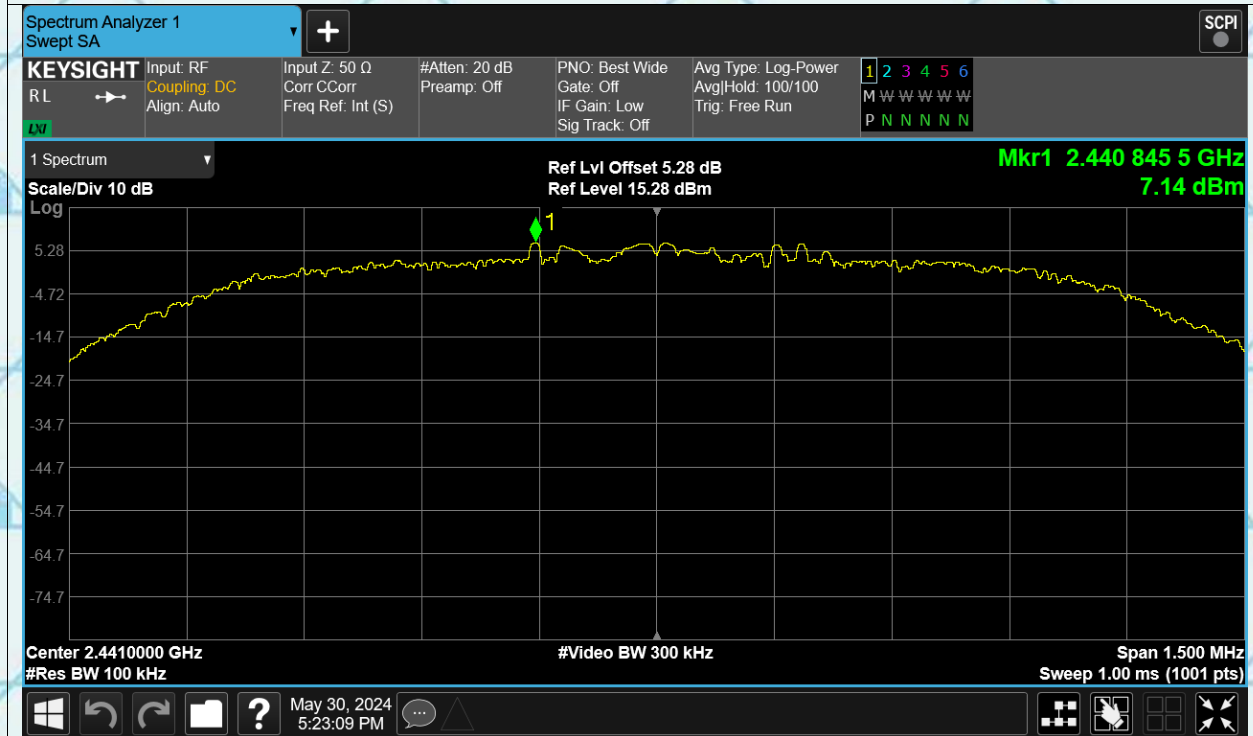 Spectrum Analyzer 1
Swept SA
+
SCPI
KEYSIGHT
RL
LXI
Input: RF
Coupling: DC
Align: Auto
Input Z: 50 Ω
Corr CCorr
Freq Ref: Int (S)
#Atten: 20 dB
Preamp: Off
PNO: Best Wide
Gate: Off
IF Gain: Low
Sig Track: Off
Avg Type: Log-Power
Avg|Hold: 100/100
Trig: Free Run
1 2 3 4 5 6
M W W W W W
P N N N N N
1 Spectrum
Scale/Div 10 dB
Log
Ref Lvl Offset 5.28 dB
Ref Level 15.28 dBm
Mkr1 2.440 845 5 GHz
7.14 dBm
1
5.28
-4.72
-14.7
-24.7
-34.7
-44.7
-54.7
-64.7
-74.7
Center 2.4410000 GHz
#Res BW 100 kHz
#Video BW 300 kHz
Span 1.500 MHz
Sweep 1.00 ms (1001 pts)
?
May 30, 2024
5:23:09 PM